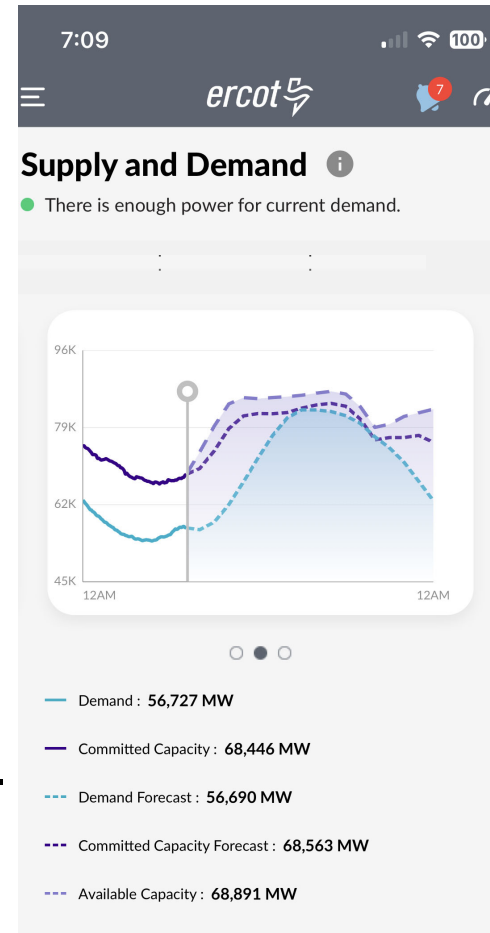 7:09
100
ercot
7
Supply and Demand i
There is enough power for current demand.
96K
79K
62K
45K
12AM 12AM
Demand : 56,727 MW
Committed Capacity : 68,446 MW
Demand Forecast : 56,690 MW
Committed Capacity Forecast : 68,563 MW
Available Capacity : 68,891 MW